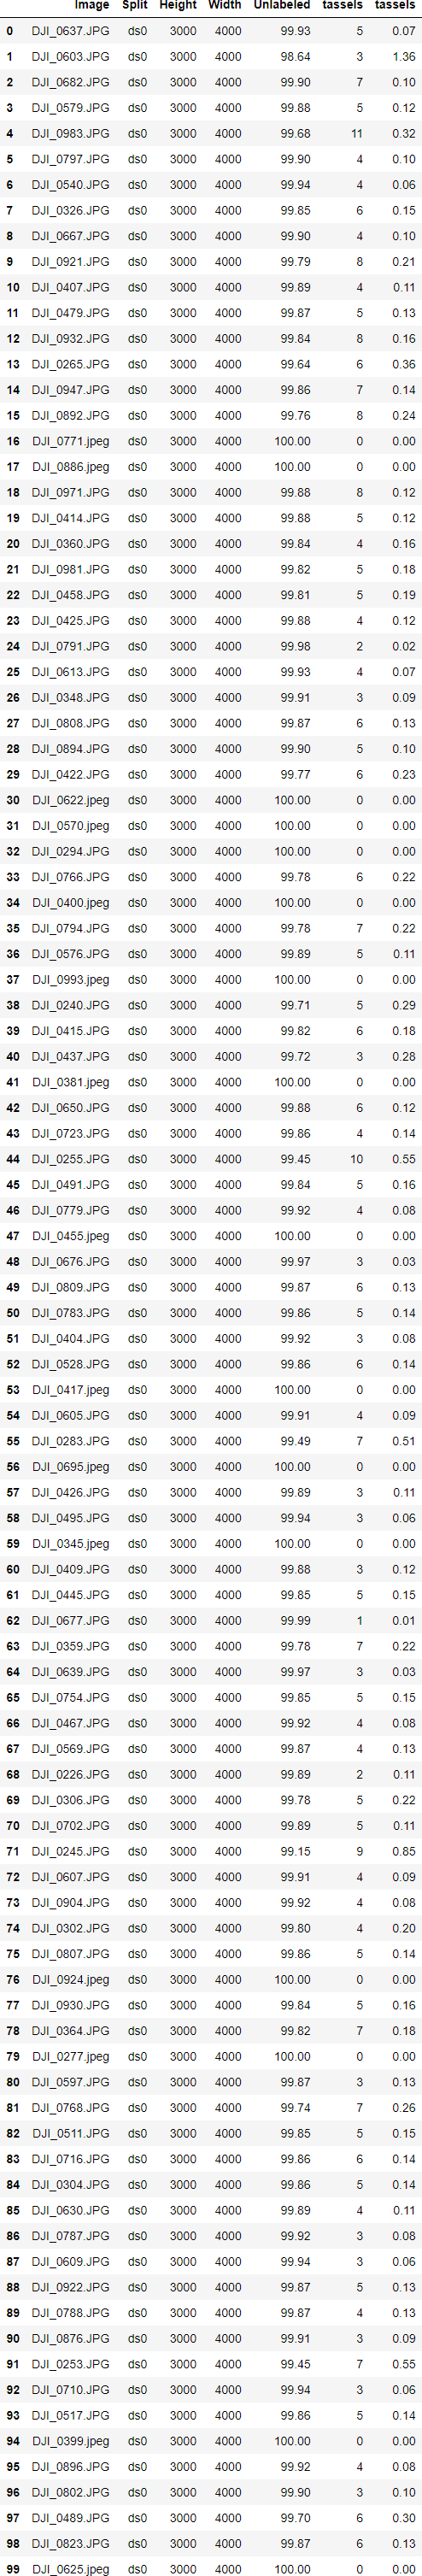 Image Split Height Width Unlabeled tassels tassels
0 DJI_0637.JPG ds0 3000 4000 99.93 5 0.07
1 DJI_0603.JPG ds0 3000 4000 98.64 3 1.36
2 DJI_0682.JPG ds0 3000 4000 99.90 7 0.10
3 DJI_0579.JPG ds0 3000 4000 99.88 5 0.12
4 DJI_0983.JPG ds0 3000 4000 99.68 11 0.32
5 DJI_0797.JPG ds0 3000 4000 99.90 4 0.10
6 DJI_0540.JPG ds0 3000 4000 99.94 4 0.06
7 DJI_0326.JPG ds0 3000 4000 99.85 6 0.15
8 DJI_0667.JPG ds0 3000 4000 99.90 4 0.10
9 DJI_0921.JPG ds0 3000 4000 99.79 8 0.21
10 DJI_0407.JPG ds0 3000 4000 99.89 4 0.11
11 DJI_0479.JPG ds0 3000 4000 99.87 5 0.13
12 DJI_0932.JPG ds0 3000 4000 99.84 8 0.16
13 DJI_0265.JPG ds0 3000 4000 99.64 6 0.36
14 DJI_0947.JPG ds0 3000 4000 99.86 7 0.14
15 DJI_0892.JPG ds0 3000 4000 99.76 8 0.24
16 DJI_0771.jpeg ds0 3000 4000 100.00 0 0.00
17 DJI_0886.jpeg ds0 3000 4000 100.00 0 0.00
18 DJI_0971.JPG ds0 3000 4000 99.88 8 0.12
19 DJI_0414.JPG ds0 3000 4000 99.88 5 0.12
20 DJI_0360.JPG ds0 3000 4000 99.84 4 0.16
21 DJI_0981.JPG ds0 3000 4000 99.82 5 0.18
22 DJI_0458.JPG ds0 3000 4000 99.81 5 0.19
23 DJI_0425.JPG ds0 3000 4000 99.88 4 0.12
24 DJI_0791.JPG ds0 3000 4000 99.98 2 0.02
25 DJI_0613.JPG ds0 3000 4000 99.93 4 0.07
26 DJI_0348.JPG ds0 3000 4000 99.91 3 0.09
27 DJI_0808.JPG ds0 3000 4000 99.87 6 0.13
28 DJI_0894.JPG ds0 3000 4000 99.90 5 0.10
29 DJI_0422.JPG ds0 3000 4000 99.77 6 0.23
30 DJI_0622.jpeg ds0 3000 4000 100.00 0 0.00
31 DJI_0570.jpeg ds0 3000 4000 100.00 0 0.00
32 DJI_0294.JPG ds0 3000 4000 100.00 0 0.00
33 DJI_0766.JPG ds0 3000 4000 99.78 6 0.22
34 DJI_0400.jpeg ds0 3000 4000 100.00 0 0.00
35 DJI_0794.JPG ds0 3000 4000 99.78 7 0.22
36 DJI_0576.JPG ds0 3000 4000 99.89 5 0.11
37 DJI_0993.jpeg ds0 3000 4000 100.00 0 0.00
38 DJI_0240.JPG ds0 3000 4000 99.71 5 0.29
39 DJI_0415.JPG ds0 3000 4000 99.82 6 0.18
40 DJI_0437.JPG ds0 3000 4000 99.72 3 0.28
41 DJI_0381.jpeg ds0 3000 4000 100.00 0 0.00
42 DJI_0650.JPG ds0 3000 4000 99.88 6 0.12
43 DJI_0723.JPG ds0 3000 4000 99.86 4 0.14
44 DJI_0255.JPG ds0 3000 4000 99.45 10 0.55
45 DJI_0491.JPG ds0 3000 4000 99.84 5 0.16
46 DJI_0779.JPG ds0 3000 4000 99.92 4 0.08
47 DJI_0455.jpeg ds0 3000 4000 100.00 0 0.00
48 DJI_0676.JPG ds0 3000 4000 99.97 3 0.03
49 DJI_0809.JPG ds0 3000 4000 99.87 6 0.13
50 DJI_0783.JPG ds0 3000 4000 99.86 5 0.14
51 DJI_0404.JPG ds0 3000 4000 99.92 3 0.08
52 DJI_0528.JPG ds0 3000 4000 99.86 6 0.14
53 DJI_0417.jpeg ds0 3000 4000 100.00 0 0.00
54 DJI_0605.JPG ds0 3000 4000 99.91 4 0.09
55 DJI_0283.JPG ds0 3000 4000 99.49 7 0.51
56 DJI_0695.jpeg ds0 3000 4000 100.00 0 0.00
57 DJI_0426.JPG ds0 3000 4000 99.89 3 0.11
58 DJI_0495.JPG ds0 3000 4000 99.94 3 0.06
59 DJI_0345.jpeg ds0 3000 4000 100.00 0 0.00
60 DJI_0409.JPG ds0 3000 4000 99.88 3 0.12
61 DJI_0445.JPG ds0 3000 4000 99.85 5 0.15
62 DJI_0677.JPG ds0 3000 4000 99.99 1 0.01
63 DJI_0359.JPG ds0 3000 4000 99.78 7 0.22
64 DJI_0639.JPG ds0 3000 4000 99.97 3 0.03
65 DJI_0754.JPG ds0 3000 4000 99.85 5 0.15
66 DJI_0467.JPG ds0 3000 4000 99.92 4 0.08
67 DJI_0569.JPG ds0 3000 4000 99.87 4 0.13
68 DJI_0226.JPG ds0 3000 4000 99.89 2 0.11
69 DJI_0306.JPG ds0 3000 4000 99.78 5 0.22
70 DJI_0702.JPG ds0 3000 4000 99.89 5 0.11
71 DJI_0245.JPG ds0 3000 4000 99.15 9 0.85
72 DJI_0607.JPG ds0 3000 4000 99.91 4 0.09
73 DJI_0904.JPG ds0 3000 4000 99.92 4 0.08
74 DJI_0302.JPG ds0 3000 4000 99.80 4 0.20
75 DJI_0807.JPG ds0 3000 4000 99.86 5 0.14
76 DJI_0924.jpeg ds0 3000 4000 100.00 0 0.00
77 DJI_0930.JPG ds0 3000 4000 99.84 5 0.16
78 DJI_0364.JPG ds0 3000 4000 99.82 7 0.18
79 DJI_0277.jpeg ds0 3000 4000 100.00 0 0.00
80 DJI_0597.JPG ds0 3000 4000 99.87 3 0.13
81 DJI_0768.JPG ds0 3000 4000 99.74 7 0.26
82 DJI_0511.JPG ds0 3000 4000 99.85 5 0.15
83 DJI_0716.JPG ds0 3000 4000 99.86 6 0.14
84 DJI_0304.JPG ds0 3000 4000 99.86 5 0.14
85 DJI_0630.JPG ds0 3000 4000 99.89 4 0.11
86 DJI_0787.JPG ds0 3000 4000 99.92 3 0.08
87 DJI_0609.JPG ds0 3000 4000 99.94 3 0.06
88 DJI_0922.JPG ds0 3000 4000 99.87 5 0.13
89 DJI_0788.JPG ds0 3000 4000 99.87 4 0.13
90 DJI_0876.JPG ds0 3000 4000 99.91 3 0.09
91 DJI_0253.JPG ds0 3000 4000 99.45 7 0.55
92 DJI_0710.JPG ds0 3000 4000 99.94 3 0.06
93 DJI_0517.JPG ds0 3000 4000 99.86 5 0.14
94 DJI_0399.jpeg ds0 3000 4000 100.00 0 0.00
95 DJI_0896.JPG ds0 3000 4000 99.92 4 0.08
96 DJI_0802.JPG ds0 3000 4000 99.90 3 0.10
97 DJI_0489.JPG ds0 3000 4000 99.70 6 0.30
98 DJI_0823.JPG ds0 3000 4000 99.87 6 0.13
99 DJI_0625.jpeg ds0 3000 4000 100.00 0 0.00